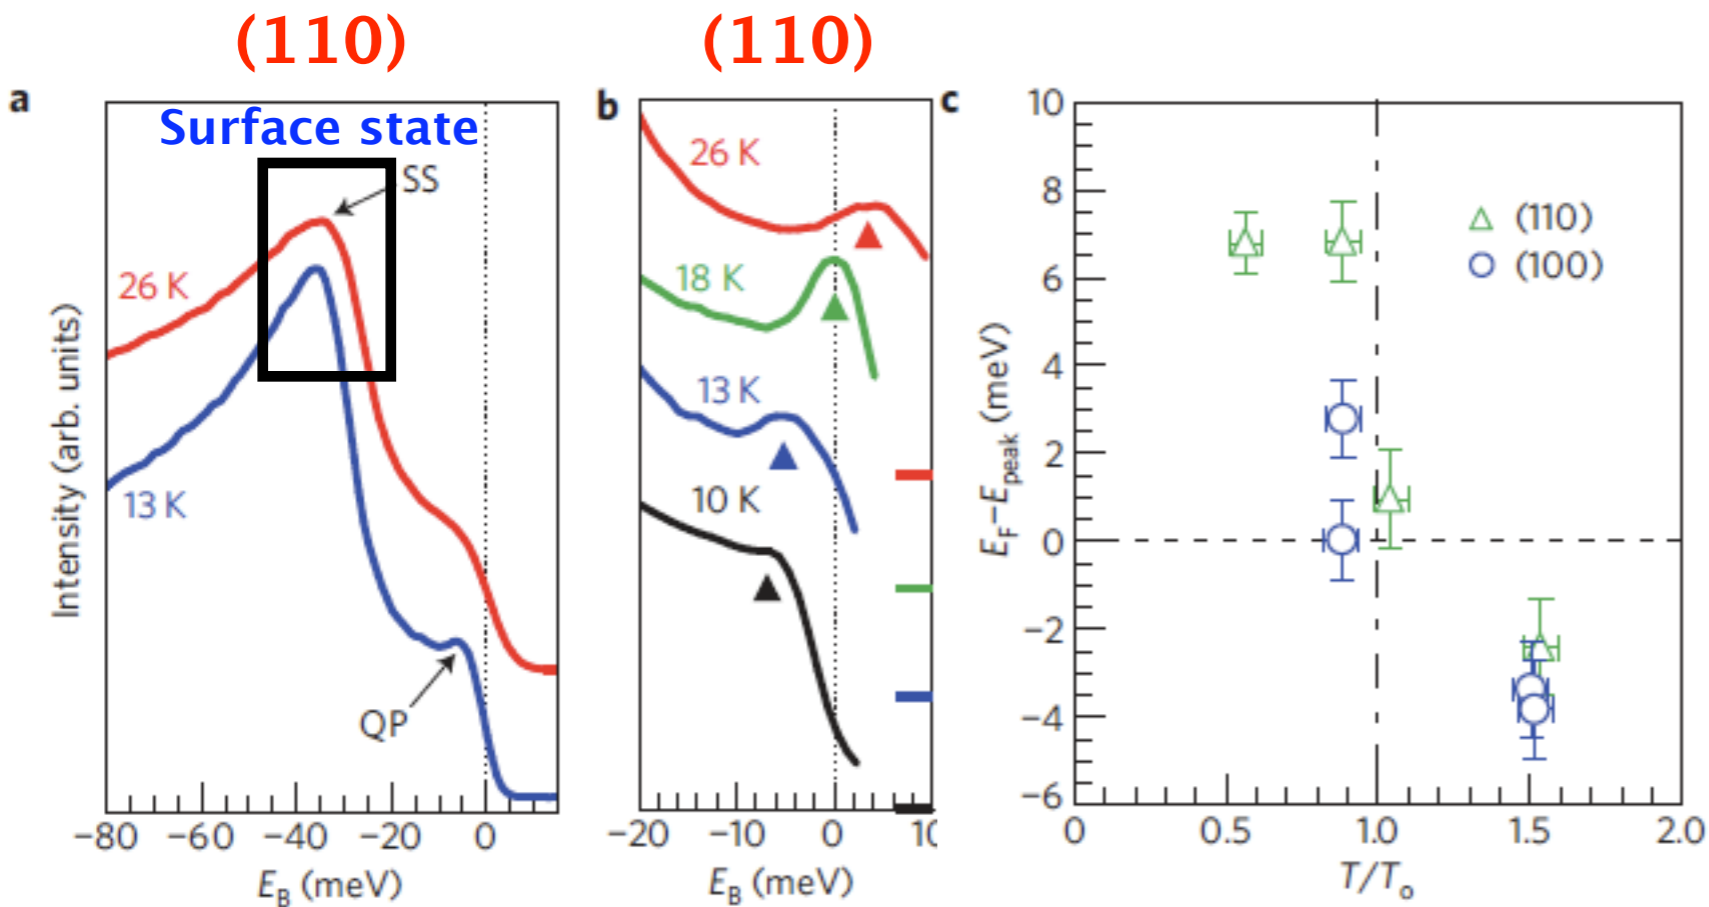 (110)
(110)
a
Surface state
SS
26 K
13 K
QP
Intensity (arb. units)
−80 −60 −40 −20 0
E_B (meV)
b
26 K
18 K
13 K
10 K
−20 −10 0 10
E_B (meV)
c
10
8
6
4
2
0
−2
−4
−6
(110)
(100)
E_F−E_peak (meV)
0 0.5 1.0 1.5 2.0
T/T_o